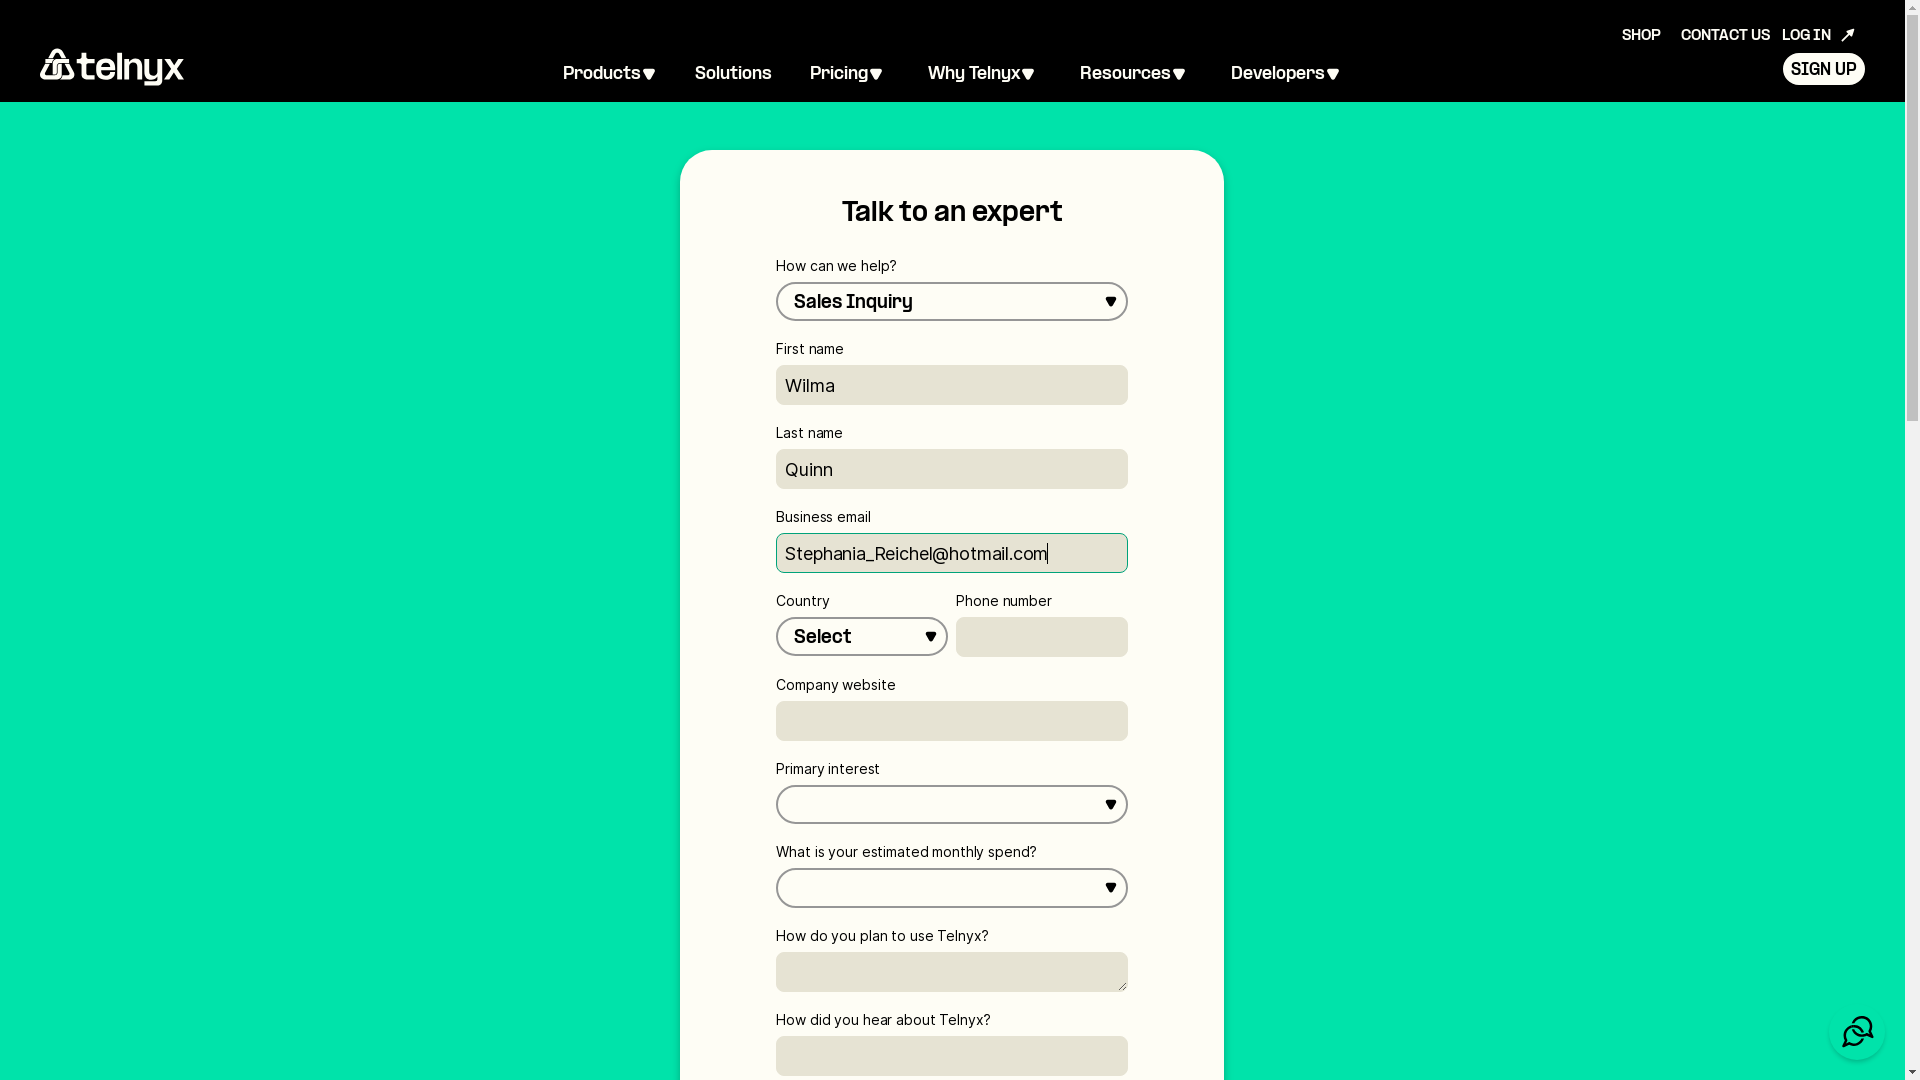 SHOP CONTACT US LOG IN
telnyx Products Solutions Pricing Why Telnyx Resources Developers SIGN UP
Talk to an expert
How can we help?
Sales Inquiry
First name
Wilma
Last name
Quinn
Business email
Stephania_Reichel@hotmail.com
Country Phone number
Select
Company website
Primary interest
What is your estimated monthly spend?
How do you plan to use Telnyx?
How did you hear about Telnyx?